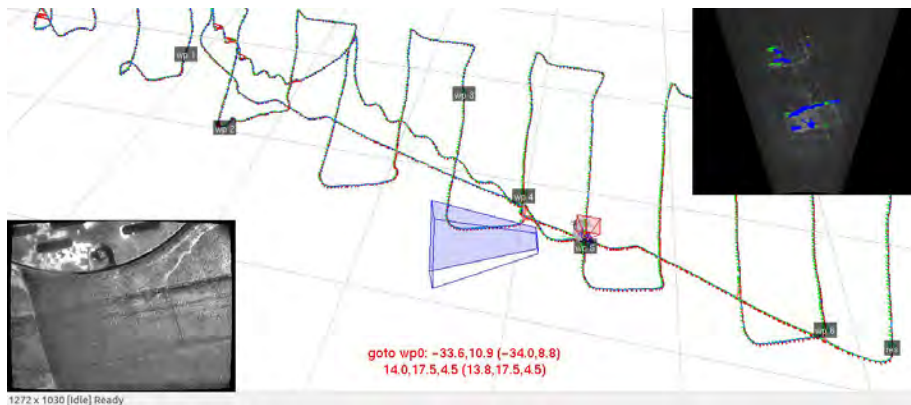 wp 1
wp 2
wp 3
wp 4
wp 5
wp 6
goto wp0: -33.6,10.9 (-34.0,8.8)
14.0,17.5,4.5 (13.8,17.5,4.5)
1272 x 1030 [Idle] Ready